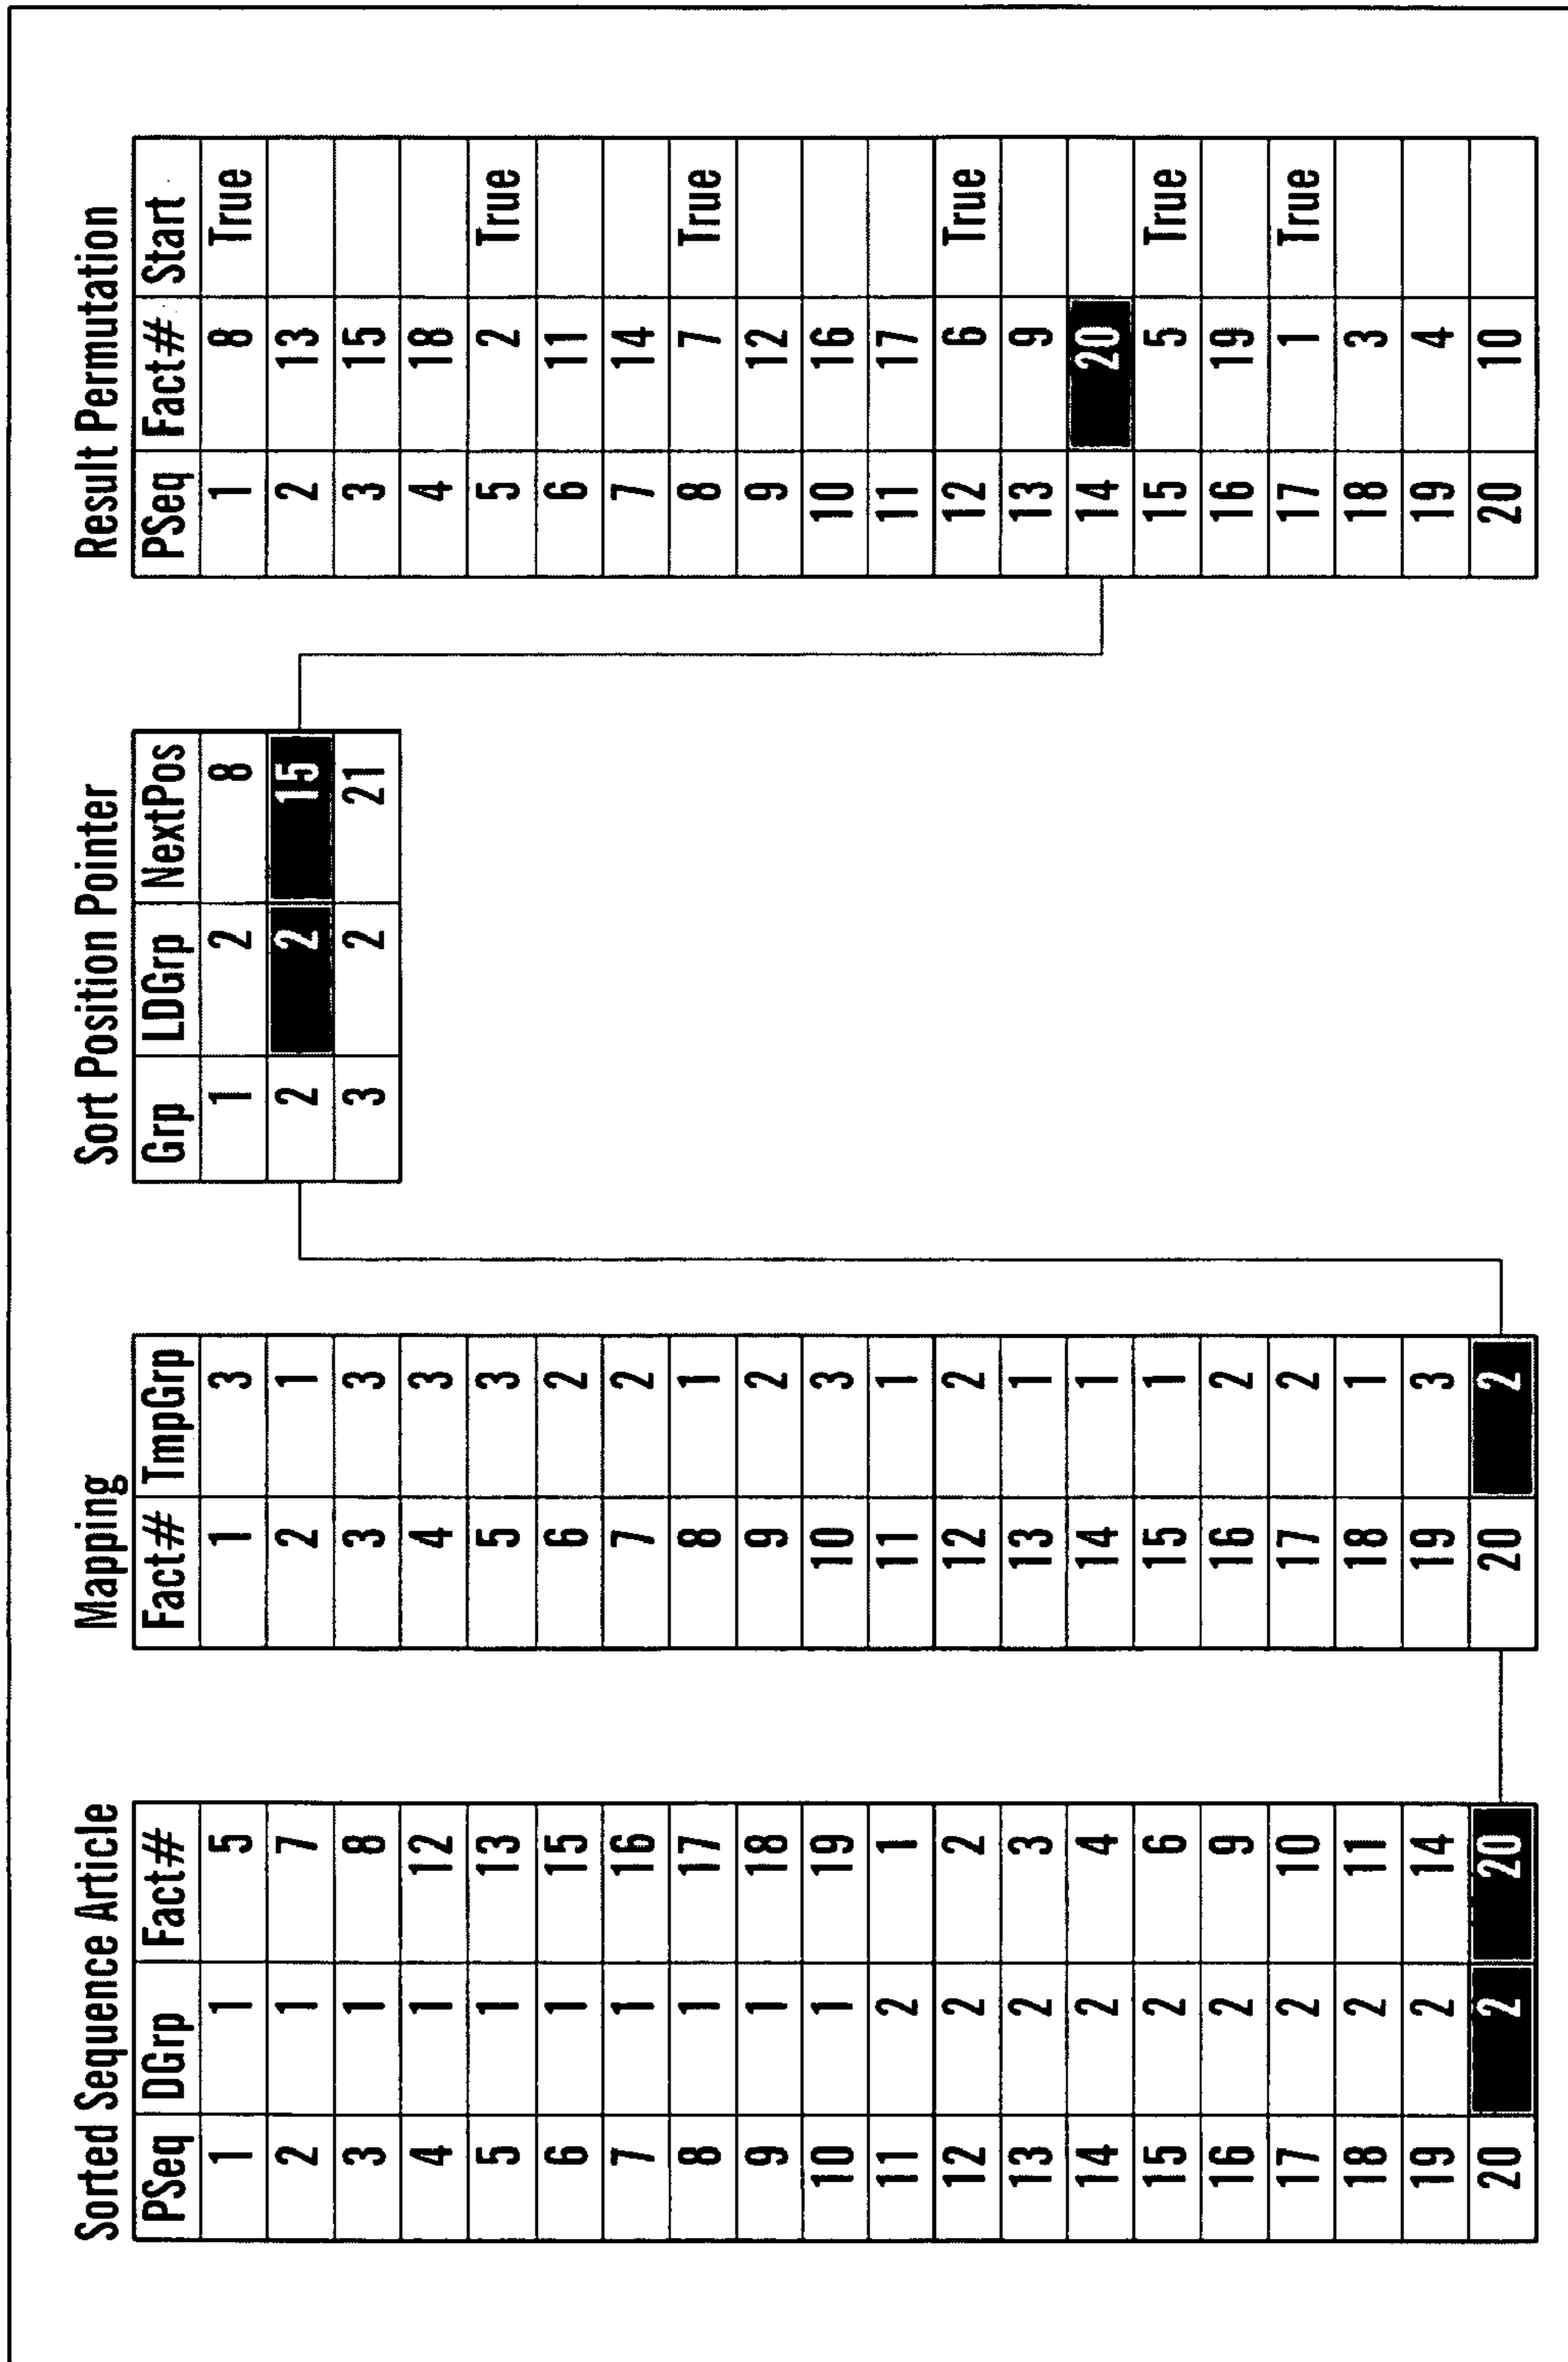 Sorted Sequence Article
PSeq DGrp Fact#
1 1 5
2 1 7
3 1 8
4 1 12
5 1 13
6 1 15
7 1 16
8 1 17
9 1 18
10 1 19
11 2 1
12 2 2
13 2 3
14 2 4
15 2 6
16 2 9
17 2 10
18 2 11
19 2 14
20 2 20
Mapping
Fact# TmpGrp
1 3
2 1
3 3
4 3
5 3
6 2
7 2
8 1
9 2
10 3
11 1
12 2
13 1
14 1
15 1
16 2
17 2
18 1
19 3
20 2
Sort Position Pointer
Grp LDGrp NextPos
1 2 8
2 2 15
3 2 21
Result Permutation
PSeq Fact# Start
1 8 True
2 13
3 15
4 18
5 2 True
6 11
7 14
8 7 True
9 12
10 16
11 17
12 6 True
13 9
14 20
15 5 True
16 19
17 1 True
18 3
19 4
20 10